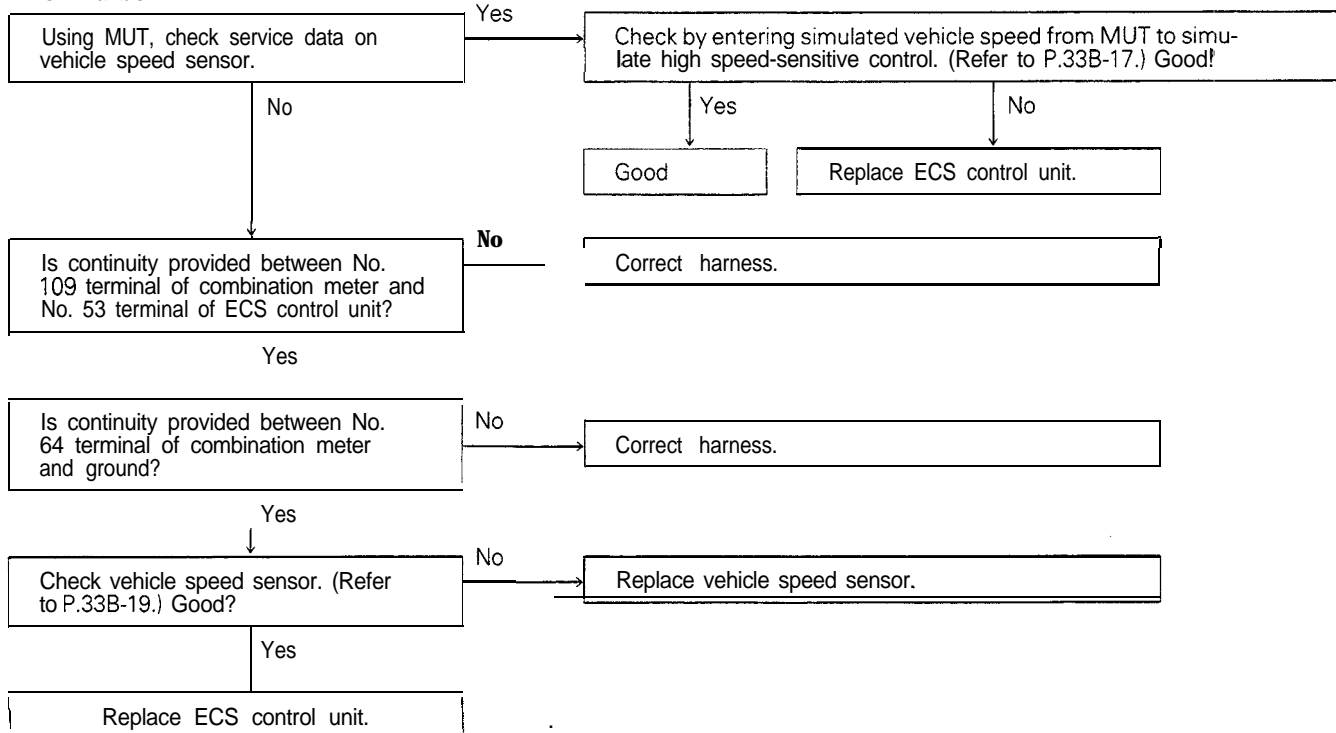 Using MUT, check service data on
vehicle speed sensor.
Yes
Check by entering simulated vehicle speed from MUT to simu-
late high speed-sensitive control. (Refer to P.33B-17.) Good!
No
Yes
No
Good
Replace ECS control unit.
Is continuity provided between No.
109 terminal of combination meter and
No. 53 terminal of ECS control unit?
No
Correct harness.
Yes
Is continuity provided between No.
64 terminal of combination meter
and ground?
No
Correct harness.
Yes
Check vehicle speed sensor. (Refer
to P.33B-19.) Good?
No
Replace vehicle speed sensor.
Yes
Replace ECS control unit.